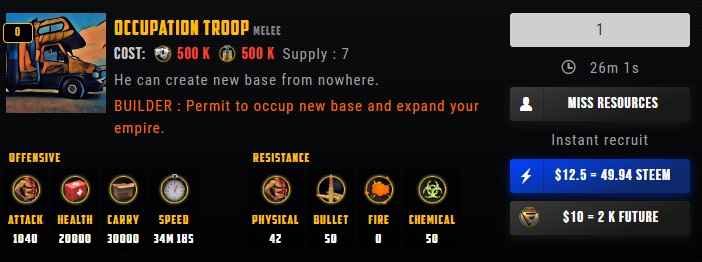 0
OCCUPATION TROOP MELEE
COST: 500 K 500 K Supply : 7
He can create new base from nowhere.
BUILDER : Permit to occup new base and expand your
empire.
1
26m 1s
MISS RESOURCES
Instant recruit
$12.5 = 49.94 STEEM
$10 = 2 K FUTURE
OFFENSIVE
ATTACK HEALTH CARRY SPEED
1040 20000 30000 34M 18S
RESISTANCE
PHYSICAL BULLET FIRE CHEMICAL
42 50 0 50